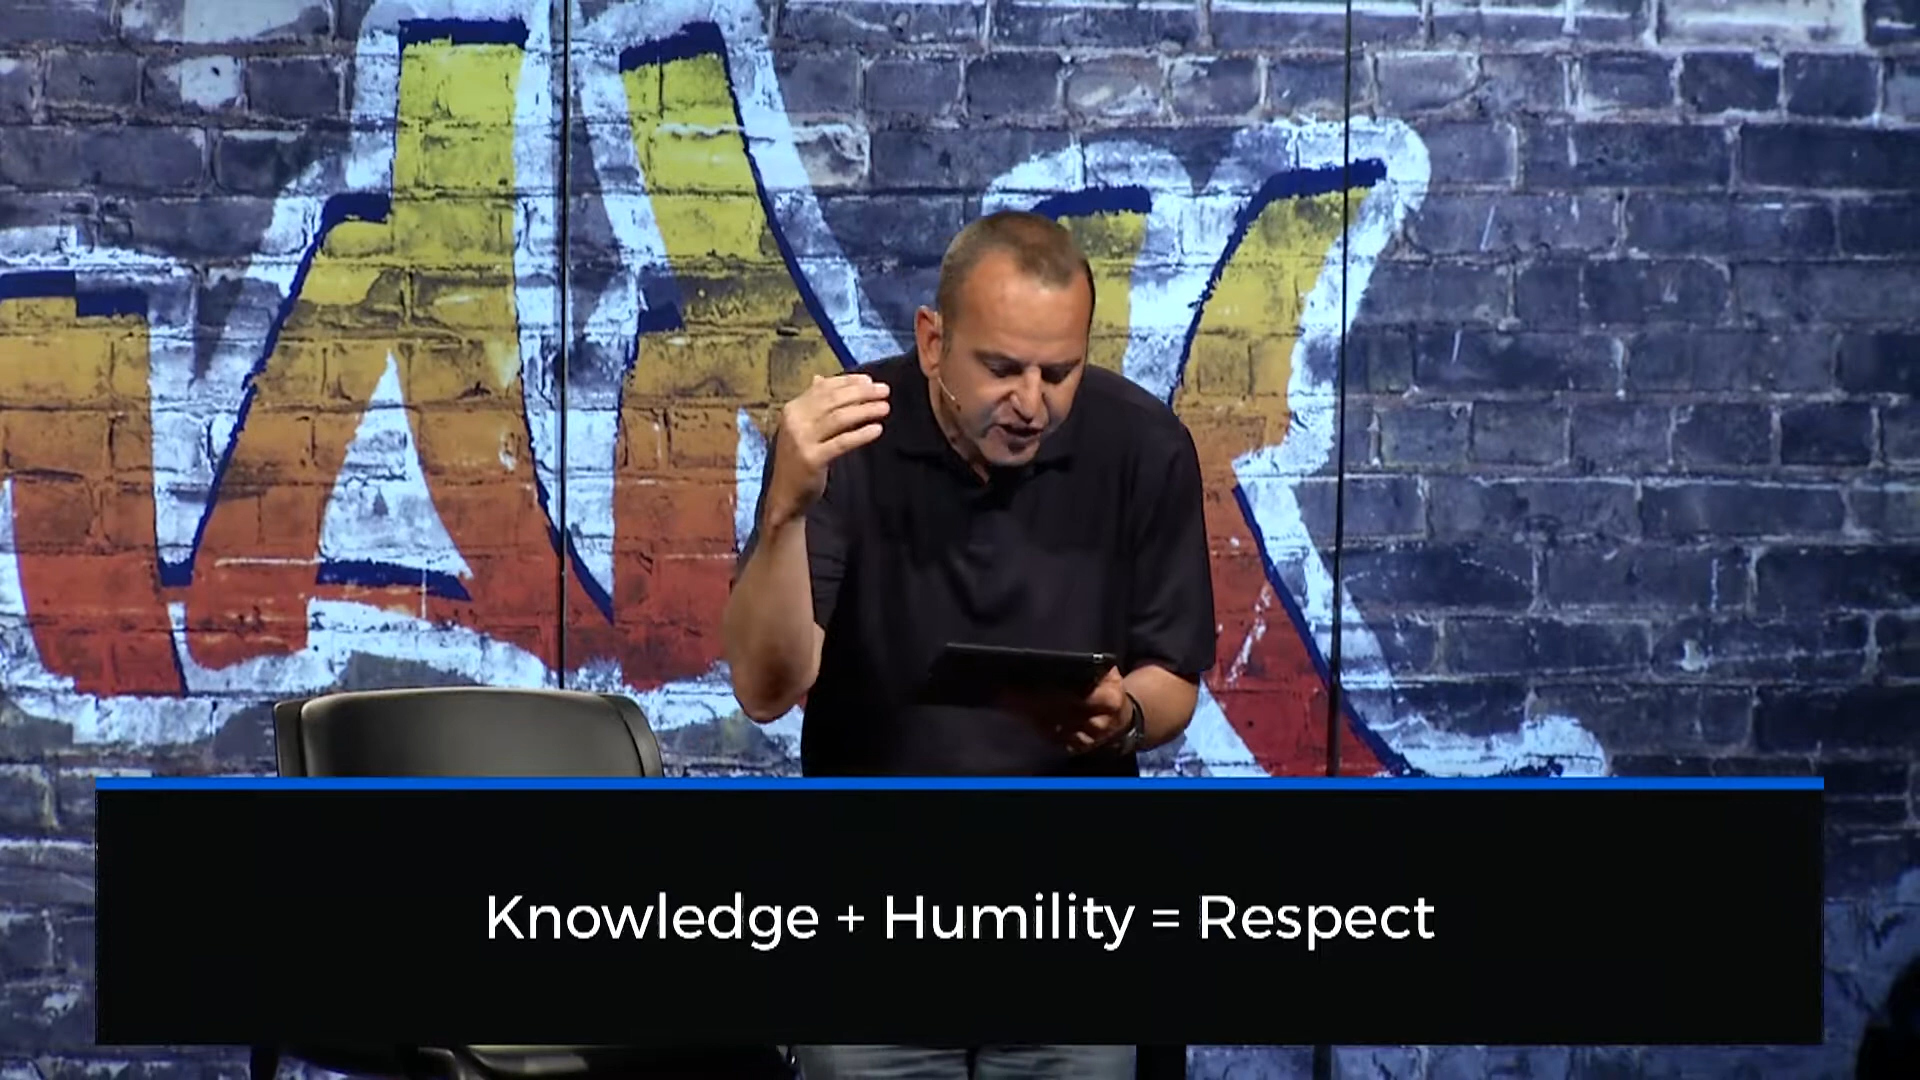 Knowledge + Humility = Respect